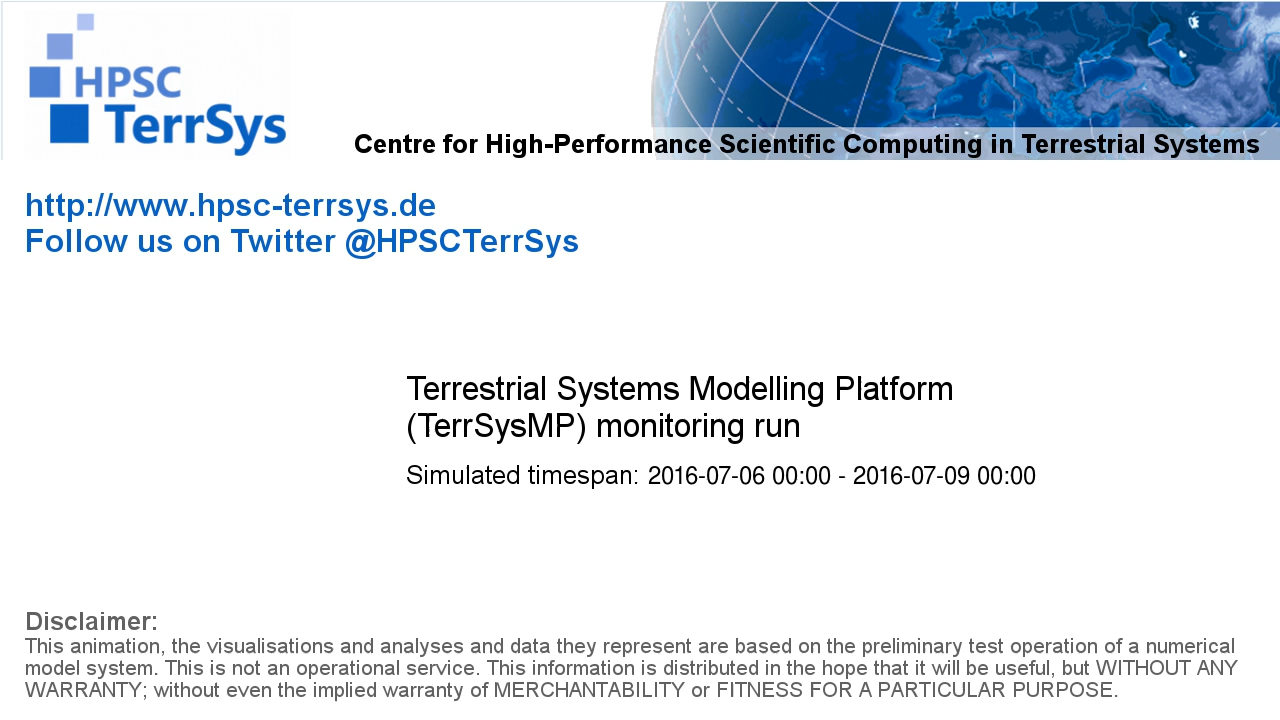 HPSC
TerrSys
Centre for High-Performance Scientific Computing in Terrestrial Systems
http://www.hpsc-terrsys.de
Follow us on Twitter @HPSCTerrSys
Terrestrial Systems Modelling Platform
(TerrSysMP) monitoring run
Simulated timespan: 2016-07-06 00:00 - 2016-07-09 00:00
Disclaimer:
This animation, the visualisations and analyses and data they represent are based on the preliminary test operation of a numerical
model system. This is not an operational service. This information is distributed in the hope that it will be useful, but WITHOUT ANY
WARRANTY; without even the implied warranty of MERCHANTABILITY or FITNESS FOR A PARTICULAR PURPOSE.